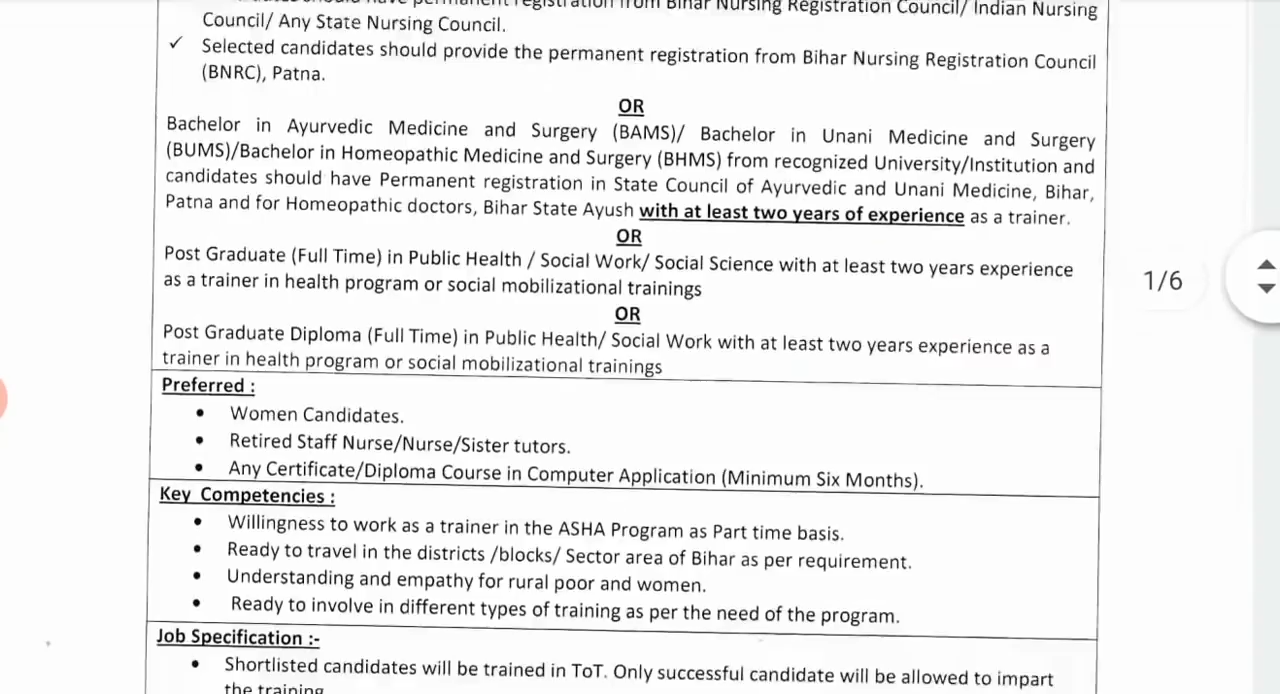 permanent registration from Bihar Nursing Registration Council/ Indian Nursing
Council/ Any State Nursing Council.
✓ Selected candidates should provide the permanent registration from Bihar Nursing Registration Council
(BNRC), Patna.
OR
Bachelor in Ayurvedic Medicine and Surgery (BAMS)/ Bachelor in Unani Medicine and Surgery
(BUMS)/Bachelor in Homeopathic Medicine and Surgery (BHMS) from recognized University/Institution and
candidates should have Permanent registration in State Council of Ayurvedic and Unani Medicine, Bihar,
Patna and for Homeopathic doctors, Bihar State Ayush with at least two years of experience as a trainer.
OR
Post Graduate (Full Time) in Public Health / Social Work/ Social Science with at least two years experience
as a trainer in health program or social mobilizational trainings
OR
Post Graduate Diploma (Full Time) in Public Health/ Social Work with at least two years experience as a
trainer in health program or social mobilizational trainings
Preferred :
• Women Candidates.
• Retired Staff Nurse/Nurse/Sister tutors.
• Any Certificate/Diploma Course in Computer Application (Minimum Six Months).
Key Competencies :
• Willingness to work as a trainer in the ASHA Program as Part time basis.
• Ready to travel in the districts /blocks/ Sector area of Bihar as per requirement.
• Understanding and empathy for rural poor and women.
• Ready to involve in different types of training as per the need of the program.
Job Specification :-
• Shortlisted candidates will be trained in ToT. Only successful candidate will be allowed to impart
the training
1/6